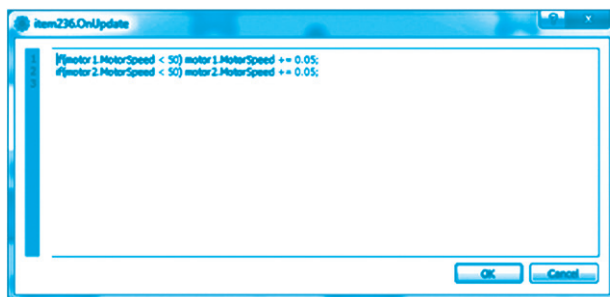 item236.OnUpdate
? x
1 if(motor1.MotorSpeed < 50) motor1.MotorSpeed += 0.05;
2 if(motor2.MotorSpeed < 50) motor2.MotorSpeed += 0.05;
3
OK Cancel